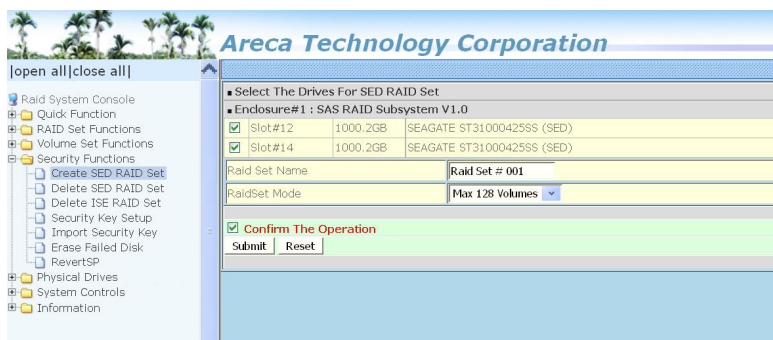 Areca Technology Corporation
|open all|close all|
Raid System Console
Quick Function
RAID Set Functions
Volume Set Functions
Security Functions
Create SED RAID Set
Delete SED RAID Set
Delete ISE RAID Set
Security Key Setup
Import Security Key
Erase Failed Disk
RevertSP
Physical Drives
System Controls
Information
Select The Drives For SED RAID Set
Enclosure#1 : SAS RAID Subsystem V1.0
Slot#12 1000.2GB SEAGATE ST31000425SS (SED)
Slot#14 1000.2GB SEAGATE ST31000425SS (SED)
Raid Set Name Raid Set # 001
RaidSet Mode Max 128 Volumes
Confirm The Operation
Submit Reset